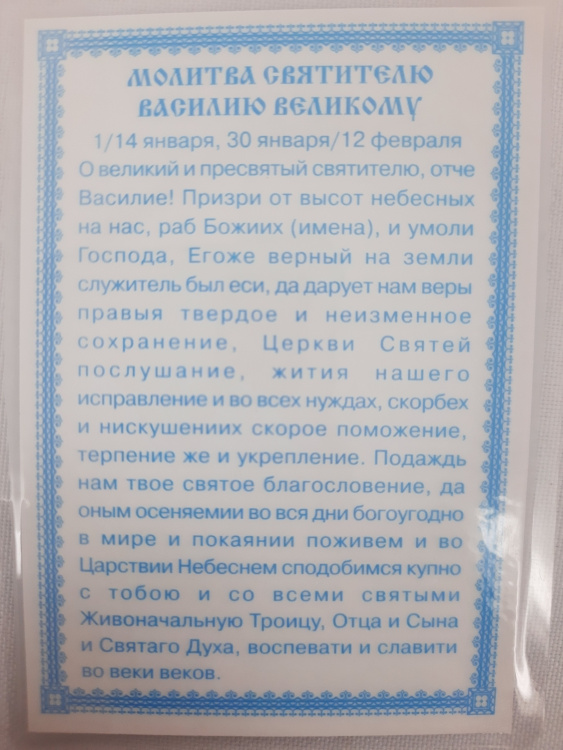 МОЛИТВА СВЯТИТЕЛЮ
ВАСИЛИЮ ВЕЛИКОМУ
1/14 января, 30 января/12 февраля
О великий и пресвятый святителю, отче
Василие! Призри от высот небесных
на нас, раб Божиих (имена), и умоли
Господа, Егоже верный на земли
служитель был еси, да дарует нам веры
правыя твердое и неизменное
сохранение, Церкви Святей
послушание, жития нашего
исправление и во всех нуждах, скорбех
и нискушениих скорое поможение,
терпение же и укрепление. Подаждь
нам твое святое благословение, да
оным осеняемии во вся дни богоугодно
в мире и покаянии поживем и во
Царствии Небеснем сподобимся купно
с тобою и со всеми святыми
Живоначальную Троицу, Отца и Сына
и Святаго Духа, воспевати и славити
во веки веков.